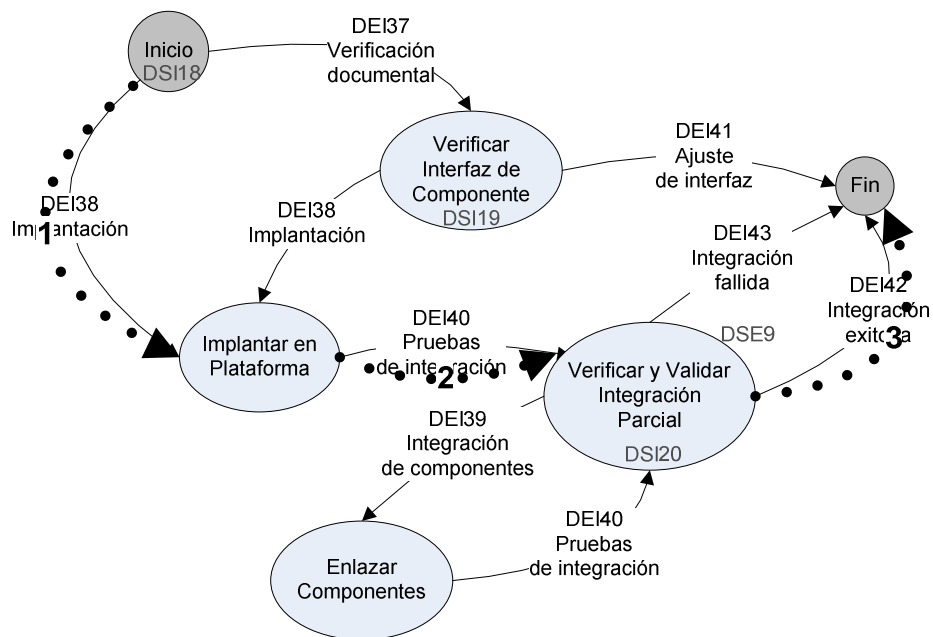 DEI37
Verificación
documental
Inicio
DSI18
Verificar
Interfaz de
Componente
DSI19
DEI41
Ajuste
de interfaz
Fin
DEI38
Implantación
1
DEI38
Implantación
DEI43
Integración
fallida
DEI42
Integración
exitosa
3
DEI40
Pruebas
de integración
2
DSE9
Implantar en
Plataforma
Verificar y Validar
Integración
Parcial
DSI20
DEI39
Integración
de componentes
DEI40
Pruebas
de integración
Enlazar
Componentes